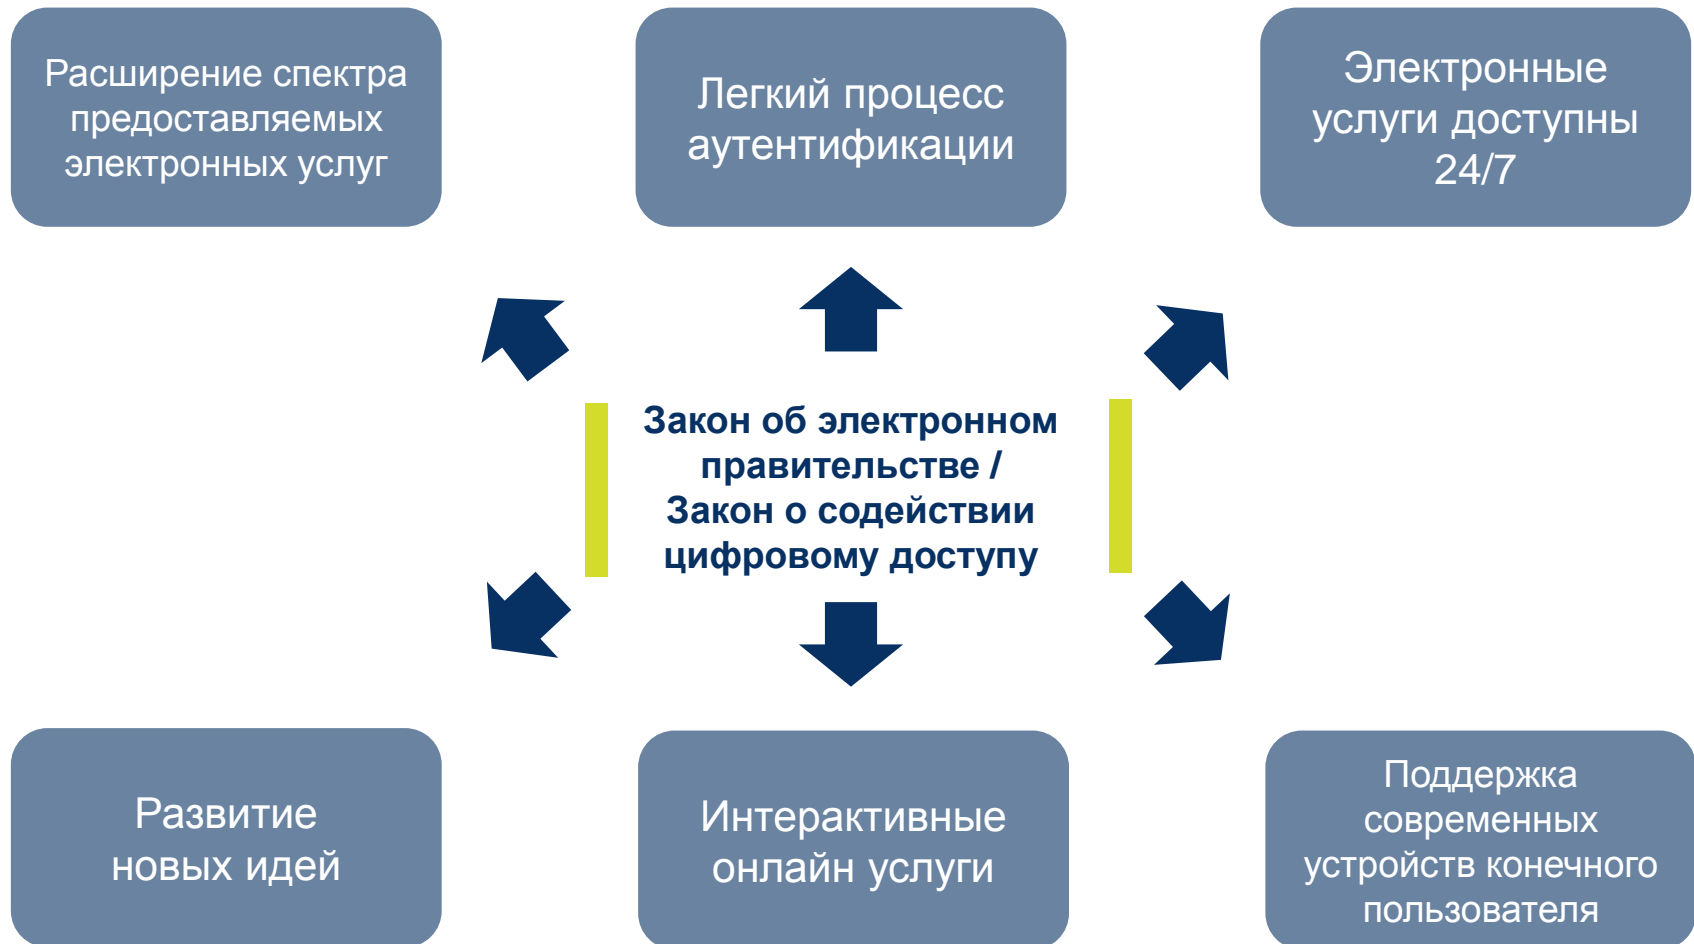 Расширение спектра
предоставляемых
электронных услуг
Легкий процесс
аутентификации
Электронные
услуги доступны
24/7
Закон об электронном
правительстве /
Закон о содействии
цифровому доступу
Развитие
новых идей
Интерактивные
онлайн услуги
Поддержка
современных
устройств конечного
пользователя